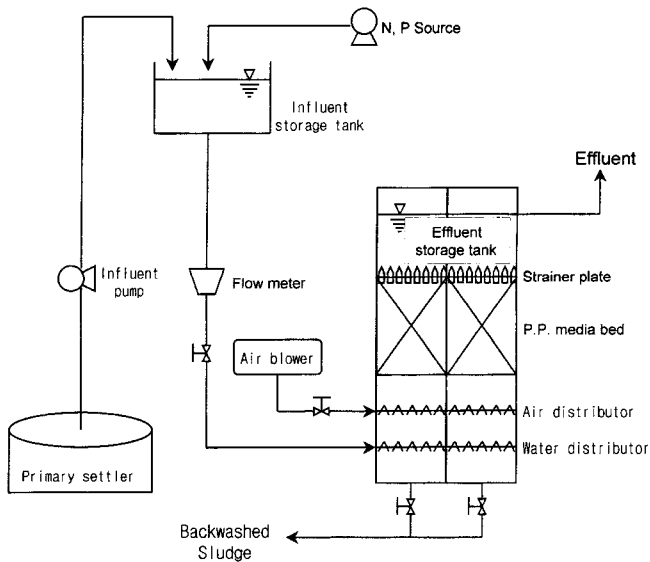 N, P Source
Influent
storage tank
Effluent
Effluent
storage tank
Strainer plate
Influent
pump
Flow meter
P.P. media bed
Air blower
Air distributor
Water distributor
Primary settler
Backwashed
Sludge